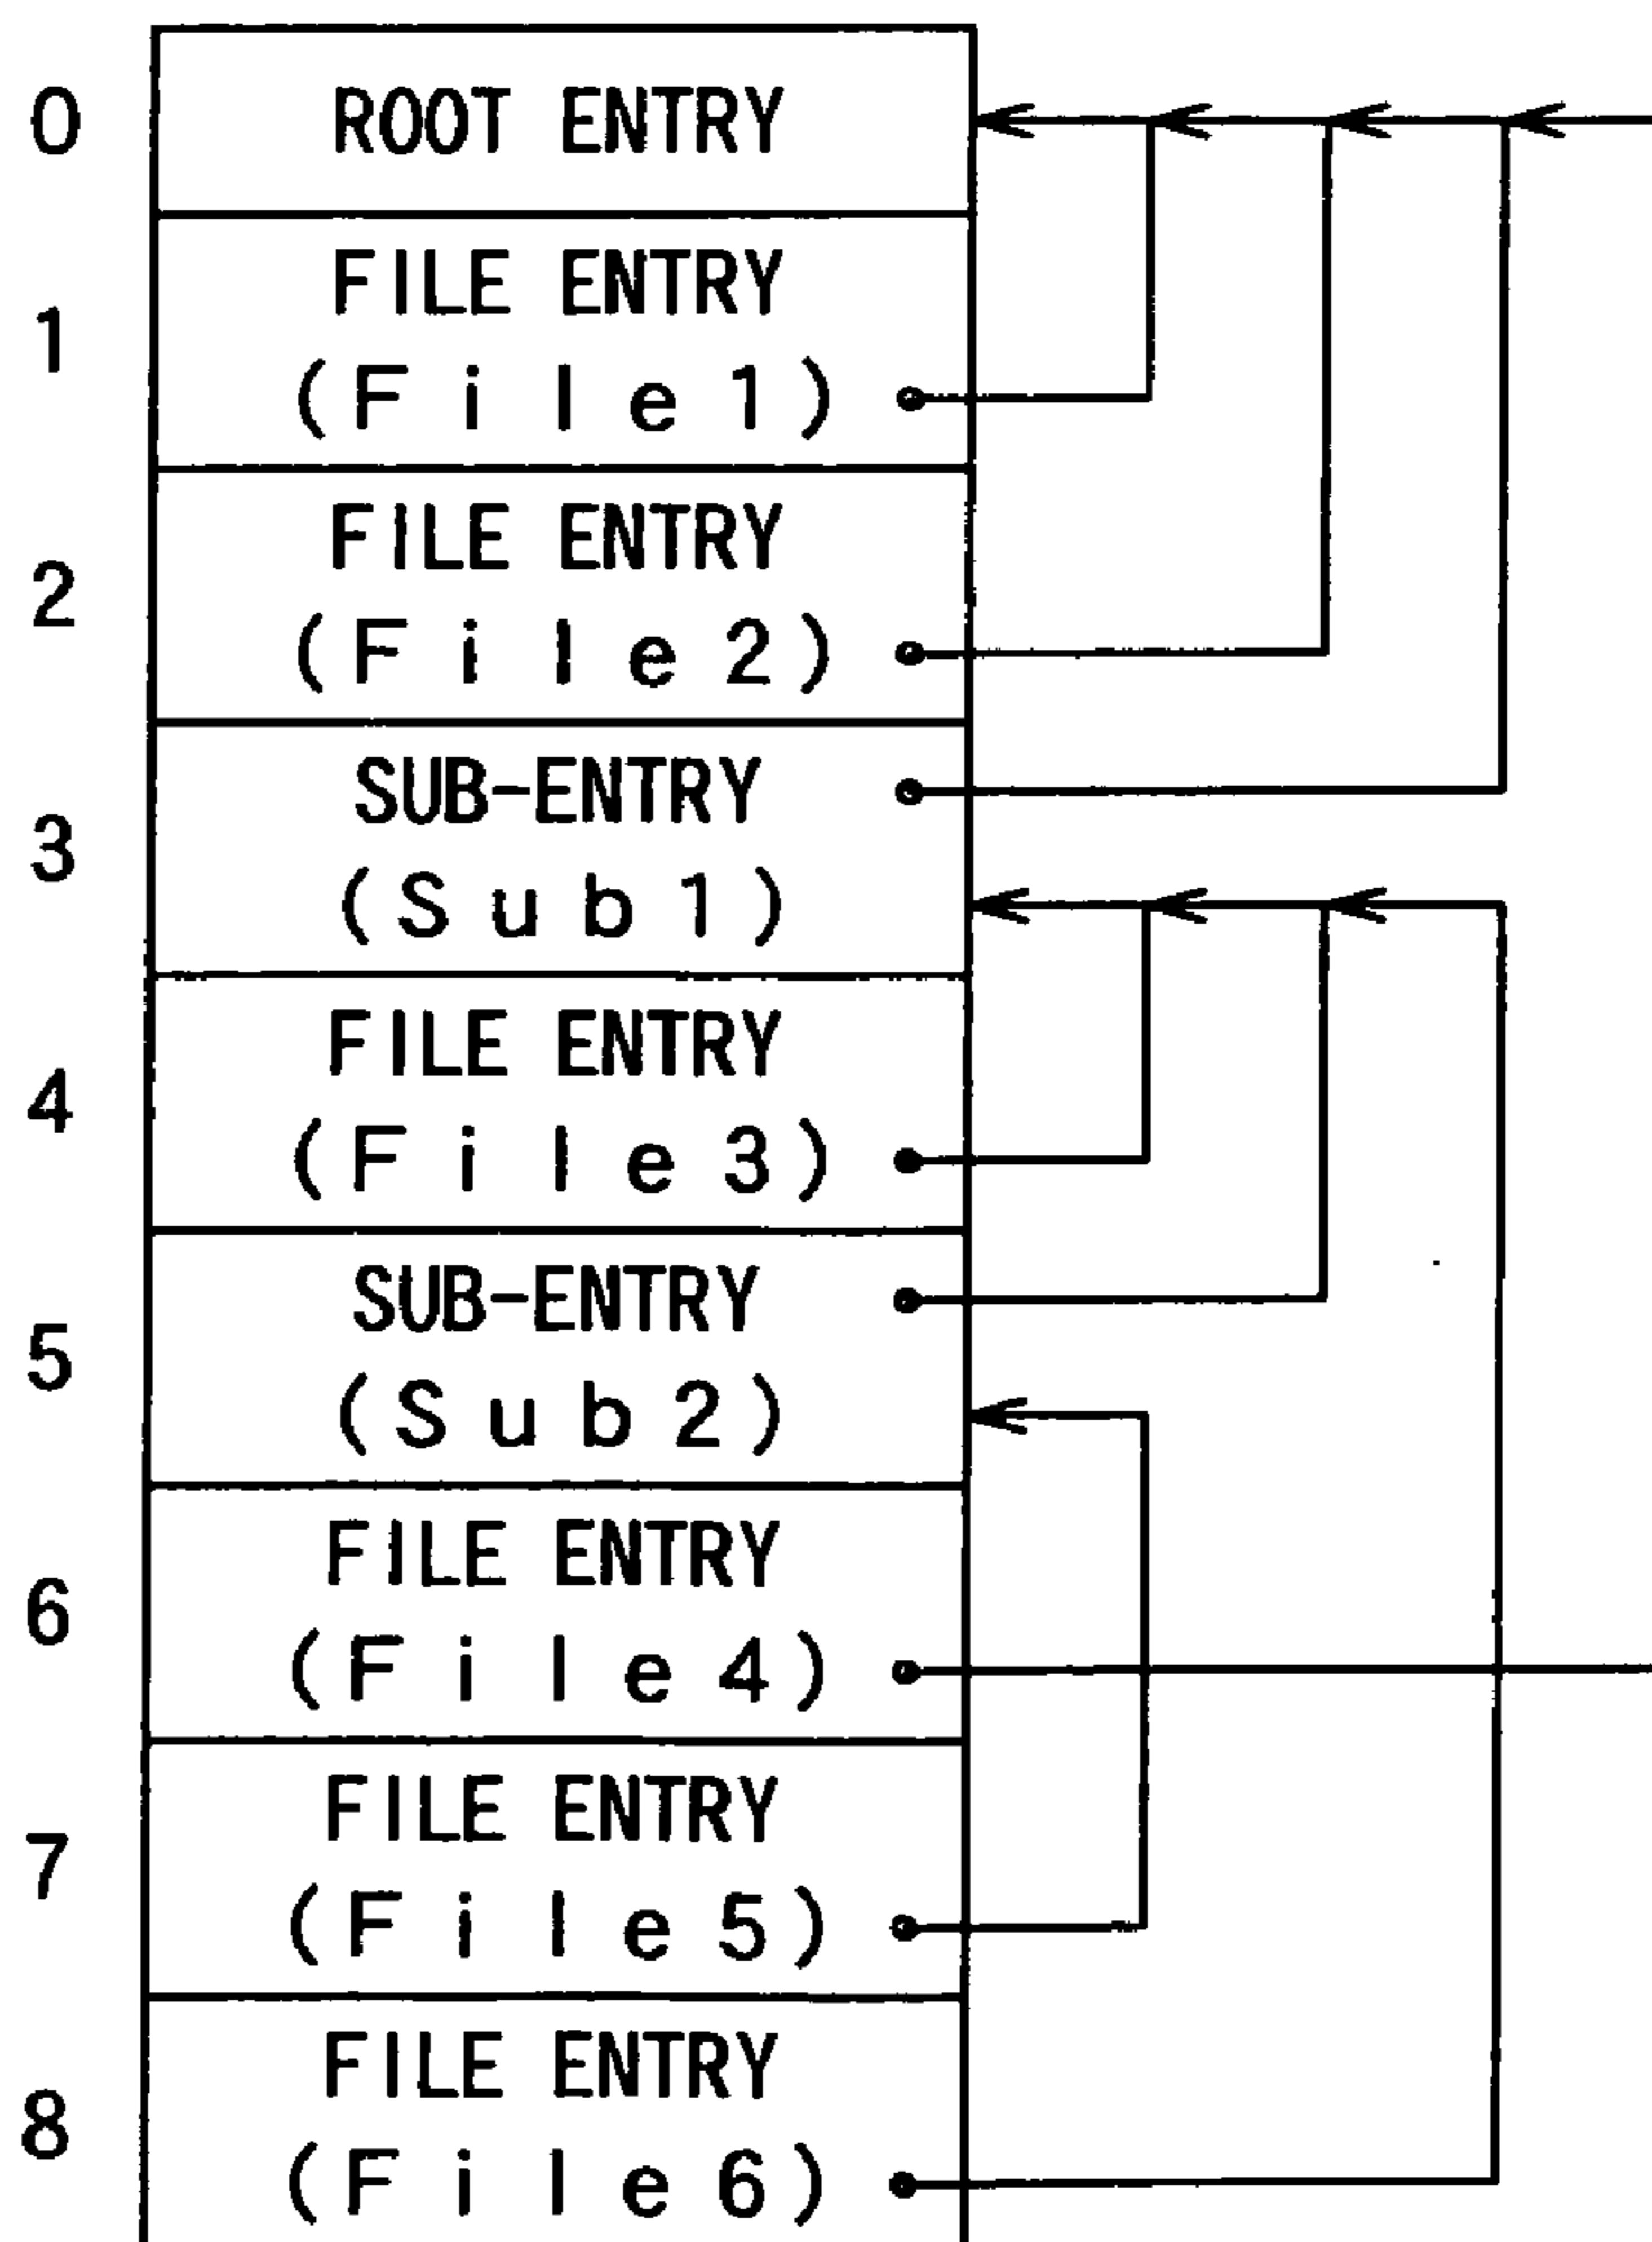 0 ROOT ENTRY
1 FILE ENTRY
(File1)
2 FILE ENTRY
(File2)
3 SUB-ENTRY
(Sub1)
4 FILE ENTRY
(File3)
5 SUB-ENTRY
(Sub2)
6 FILE ENTRY
(File4)
7 FILE ENTRY
(File5)
8 FILE ENTRY
(File6)